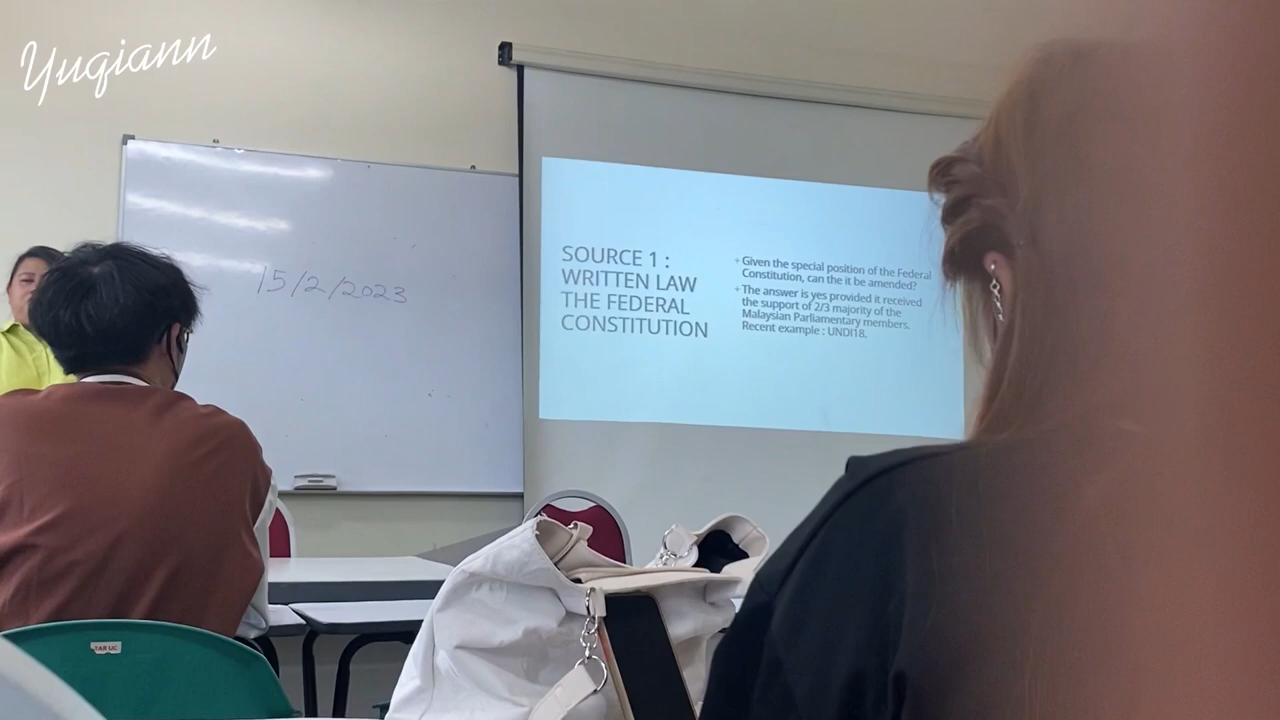 Yuqiann
15/2/2023
SOURCE 1 :
WRITTEN LAW
THE FEDERAL
CONSTITUTION
Given the special position of the Federal
Constitution, can the it be amended?
The answer is yes provided it received
the support of 2/3 majority of the
Malaysian Parliamentary members.
Recent example : UNDI18.
TAR UC